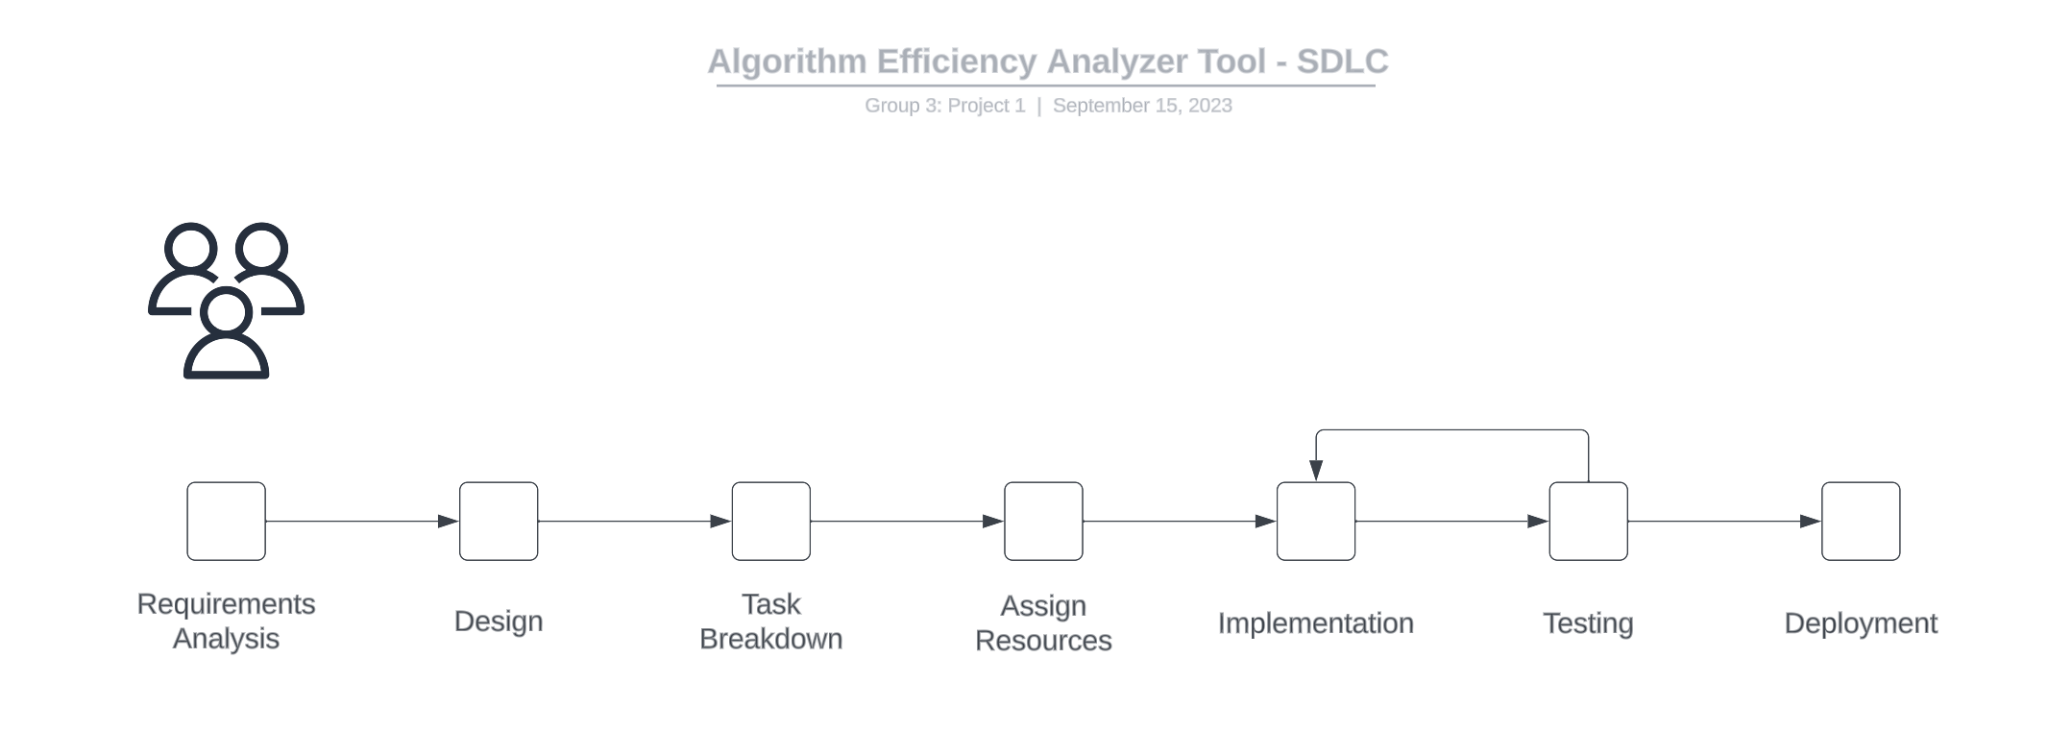 Algorithm Efficiency Analyzer Tool - SDLC
Group 3: Project 1 | September 15, 2023
Requirements
Analysis
Design
Task
Breakdown
Assign
Resources
Implementation
Testing
Deployment